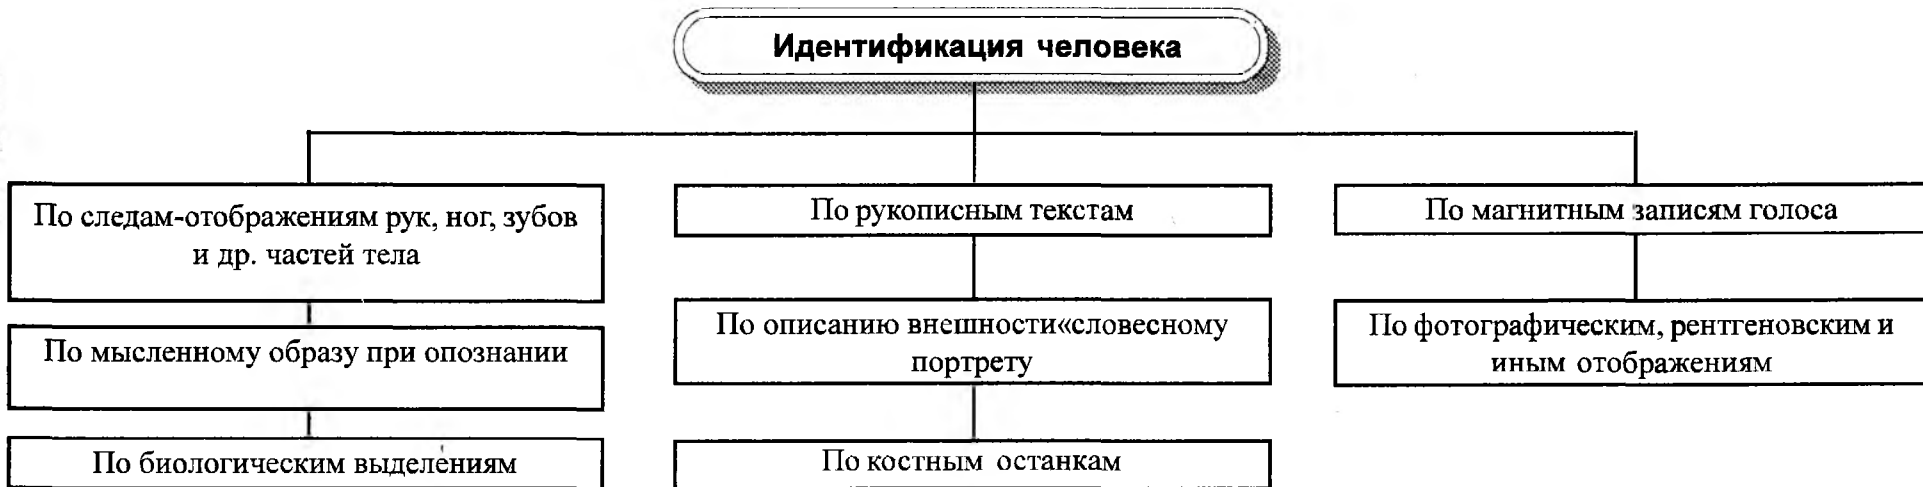 Идентификация человека
По следам-отображениям рук, ног, зубов
и др. частей тела
По мысленному образу при опознании
По биологическим выделениям
По рукописным текстам
По описанию внешности«словесному
портрету
По костным останкам
По магнитным записям голоса
По фотографическим, рентгеновским и
иным отображениям